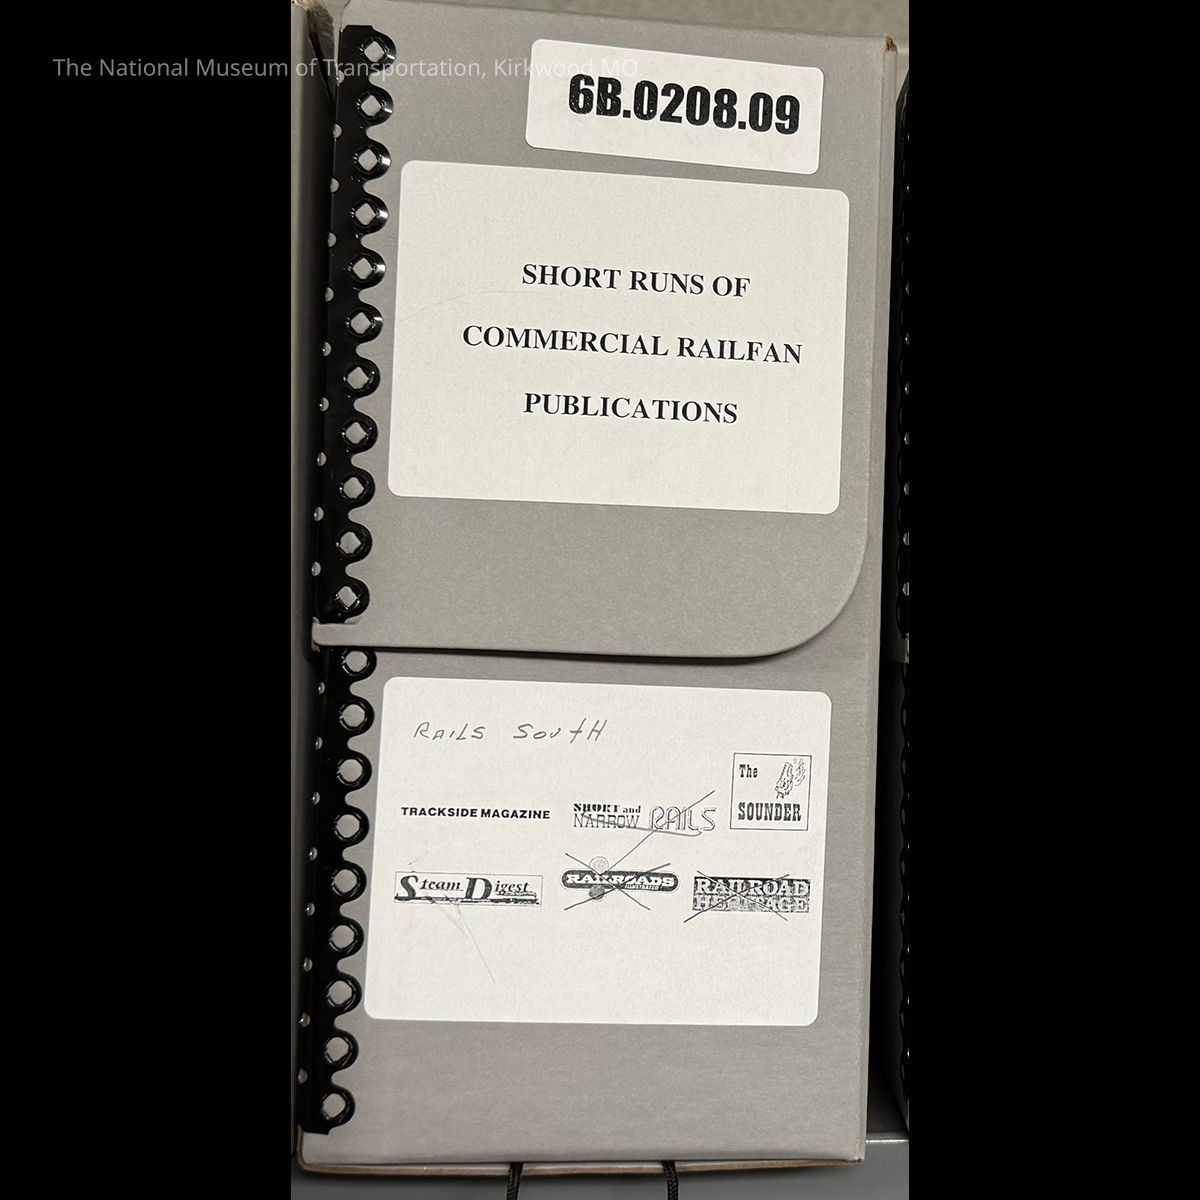 The National Museum of Transportation, Kirkwood MO.
6B.0208.09
SHORT RUNS OF
COMMERCIAL RAILFAN
PUBLICATIONS
RAILS SOUTH
TRACKSIDE MAGAZINE
SHORT and
NARROW RAILS
The
SOUNDER
Steam Digest
RAILROADS
RAILROAD
HERITAGE